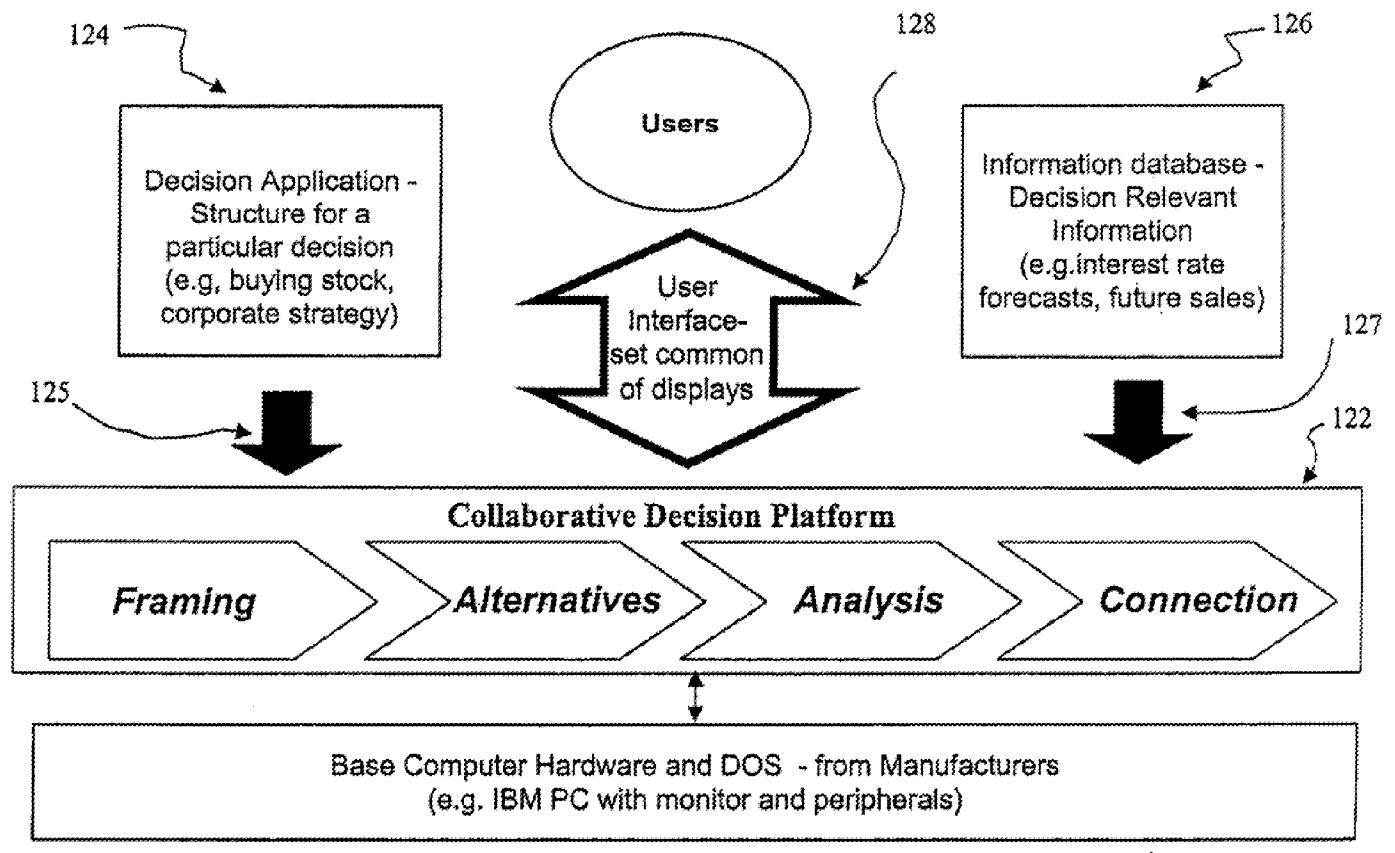 124
128
126
Users
Decision Application -
Structure for a
particular decision
(e.g, buying stock,
corporate strategy)
Information database -
Decision Relevant
Information
(e.g.interest rate
forecasts, future sales)
User
Interface-
set common
of displays
125
127
122
Collaborative Decision Platform
Framing
Alternatives
Analysis
Connection
Base Computer Hardware and DOS - from Manufacturers
(e.g. IBM PC with monitor and peripherals)